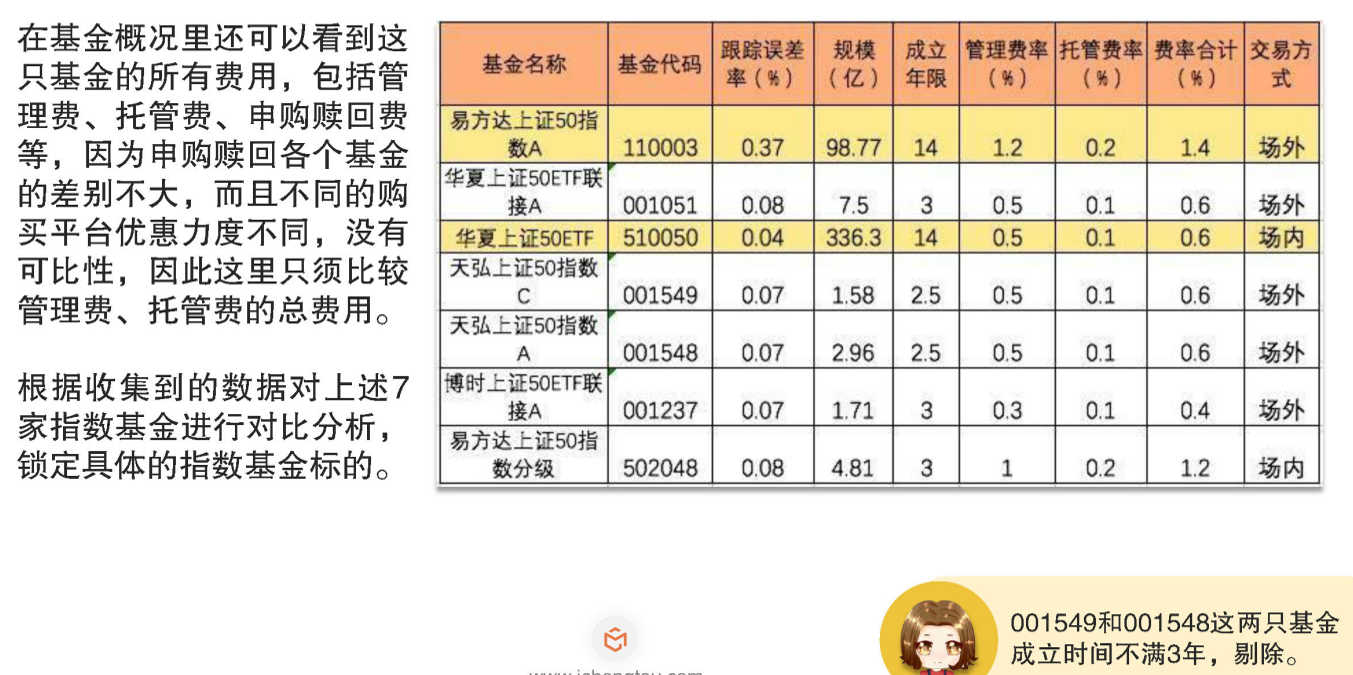 在基金概况里还可以看到这
只基金的所有费用，包括管
理费、托管费、申购赎回费
等，因为申购赎回各个基金
的差别不大，而且不同的购
买平台优惠力度不同，没有
可比性，因此这里只须比较
管理费、托管费的总费用。
根据收集到的数据对上述7
家指数基金进行对比分析，
锁定具体的指数基金标的。
基金名称 基金代码 跟踪误差率（%） 规模（亿） 成立年限 管理费率（%） 托管费率（%） 费率合计（%） 交易方式
易方达上证50指数A 110003 0.37 98.77 14 1.2 0.2 1.4 场外
华夏上证50ETF联接A 001051 0.08 7.5 3 0.5 0.1 0.6 场外
华夏上证50ETF 510050 0.04 336.3 14 0.5 0.1 0.6 场内
天弘上证50指数C 001549 0.07 1.58 2.5 0.5 0.1 0.6 场外
天弘上证50指数A 001548 0.07 2.96 2.5 0.5 0.1 0.6 场外
博时上证50ETF联接A 001237 0.07 1.71 3 0.3 0.1 0.4 场外
易方达上证50指数分级 502048 0.08 4.81 3 1 0.2 1.2 场内
001549和001548这两只基金
成立时间不满3年，剔除。